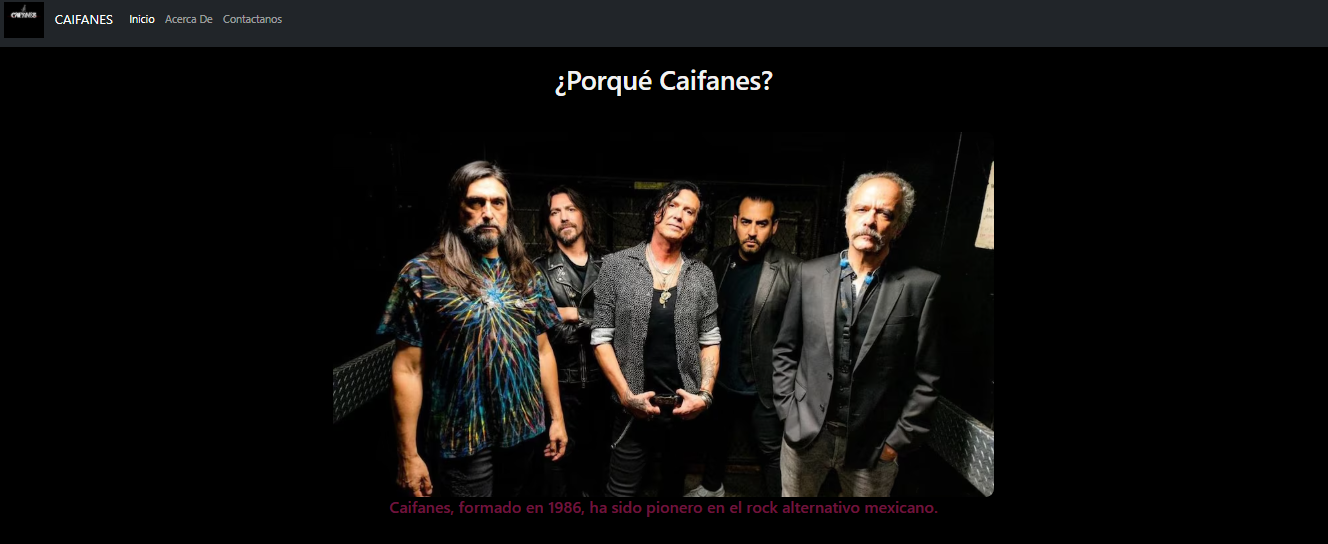 CAIFANES
CAIFANES Inicio Acerca De Contactanos
¿Porqué Caifanes?
Caifanes, formado en 1986, ha sido pionero en el rock alternativo mexicano.